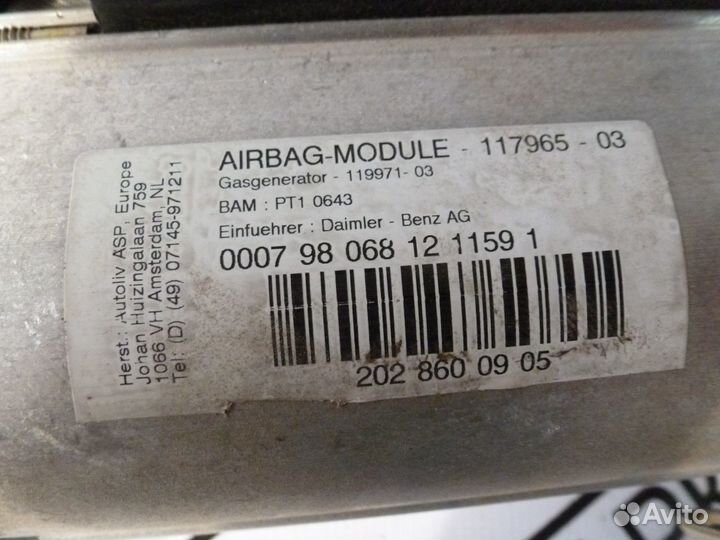 AIRBAG-MODULE - 117965 - 03
Gasgenerator - 119971- 03
BAM : PT1 0643
Einfuehrer : Daimler - Benz AG
0007 98 068 12 1159 1
202 860 09 05
Herst.: Autoliv ASP, Europe
Johan Huizingalaan 759
1066 VH Amsterdam, NL
Tel: (D) (49) 07145-971211
Avito